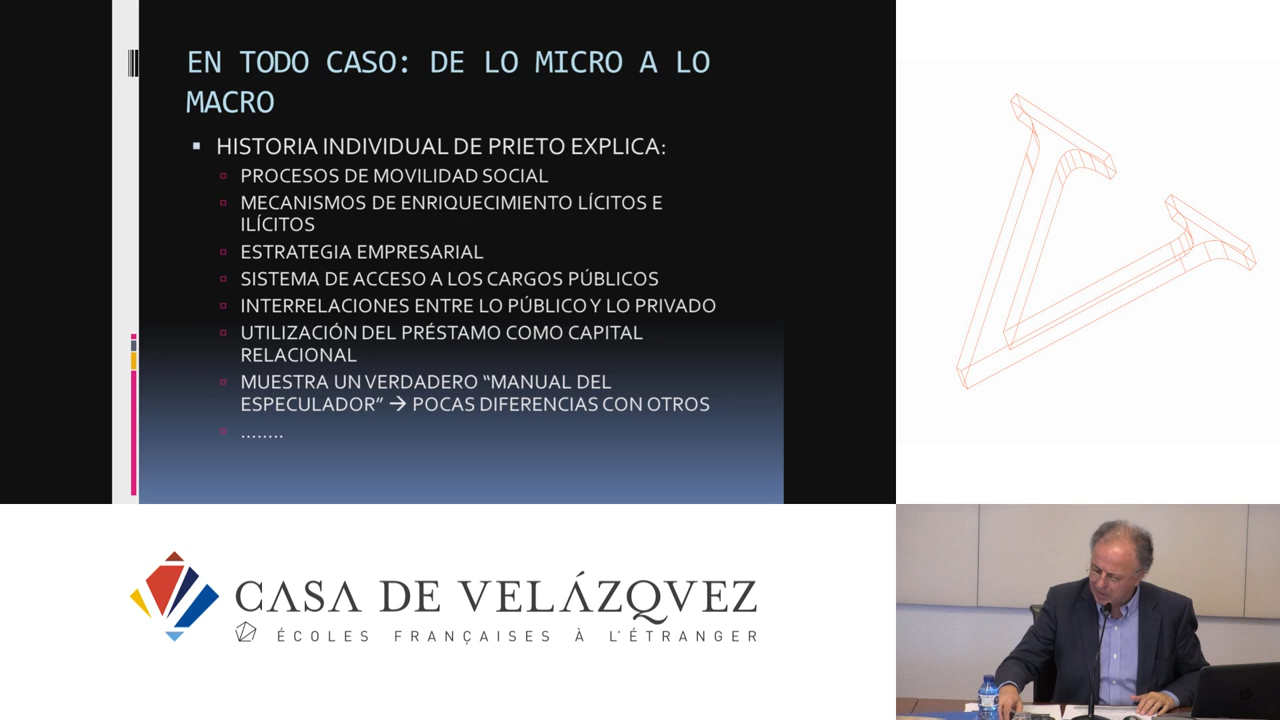 EN TODO CASO: DE LO MICRO A LO
MACRO
HISTORIA INDIVIDUAL DE PRIETO EXPLICA:
PROCESOS DE MOVILIDAD SOCIAL
MECANISMOS DE ENRIQUECIMIENTO LÍCITOS E
ILÍCITOS
ESTRATEGIA EMPRESARIAL
SISTEMA DE ACCESO A LOS CARGOS PÚBLICOS
INTERRELACIONES ENTRE LO PÚBLICO Y LO PRIVADO
UTILIZACIÓN DEL PRÉSTAMO COMO CAPITAL
RELACIONAL
MUESTRA UN VERDADERO “MANUAL DEL
ESPECULADOR” → POCAS DIFERENCIAS CON OTROS
........
CASA DE VELÁZQVEZ
ÉCOLES FRANÇAISES À L'ÉTRANGER